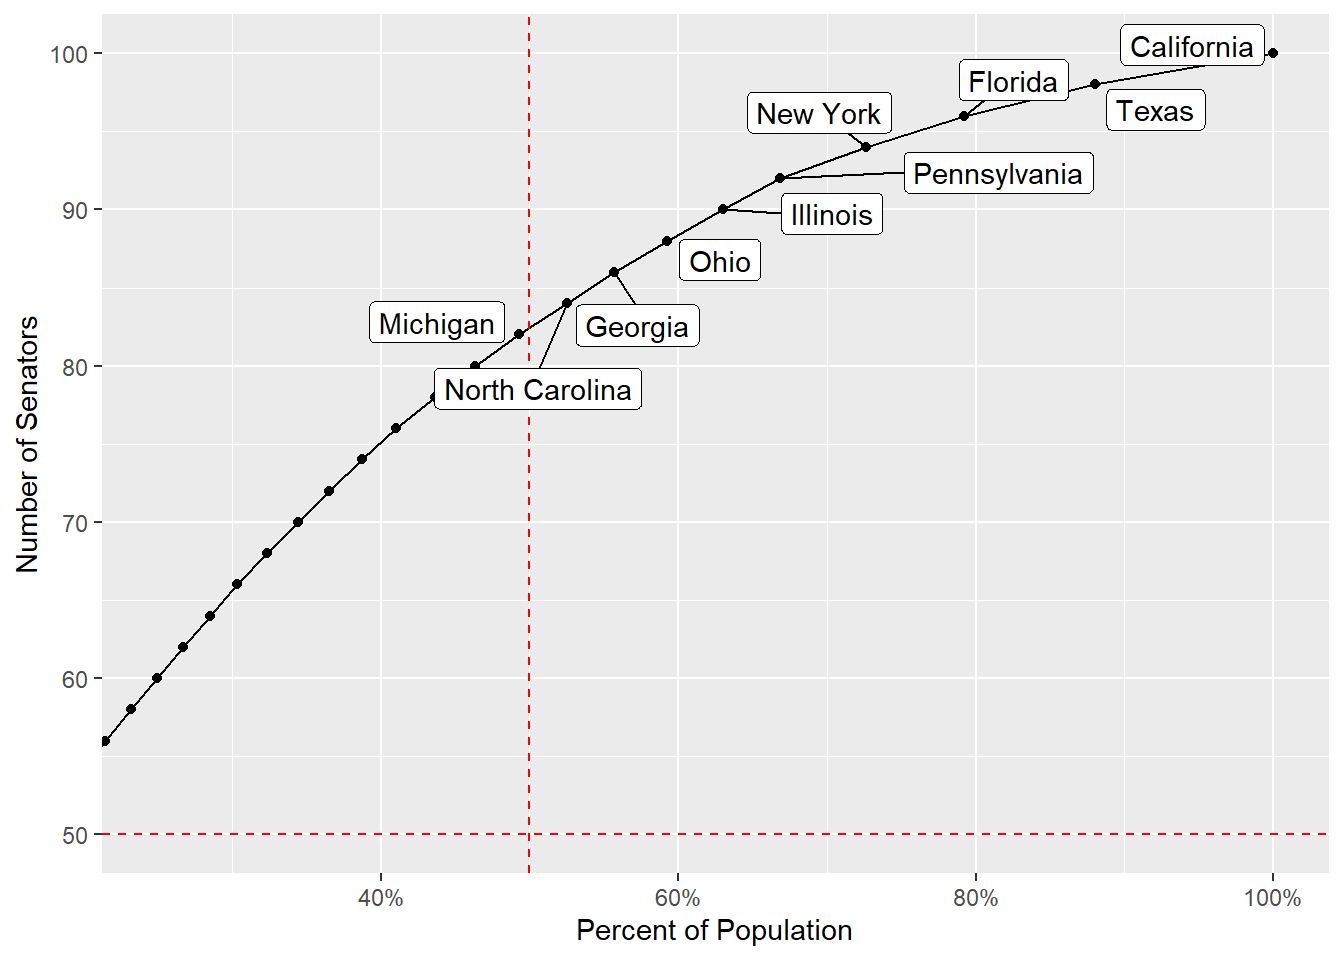 100
90
80
70
60
50
Number of Senators
California
Florida
Texas
New York
Pennsylvania
Illinois
Ohio
Michigan
Georgia
North Carolina
40%
60%
80%
100%
Percent of Population